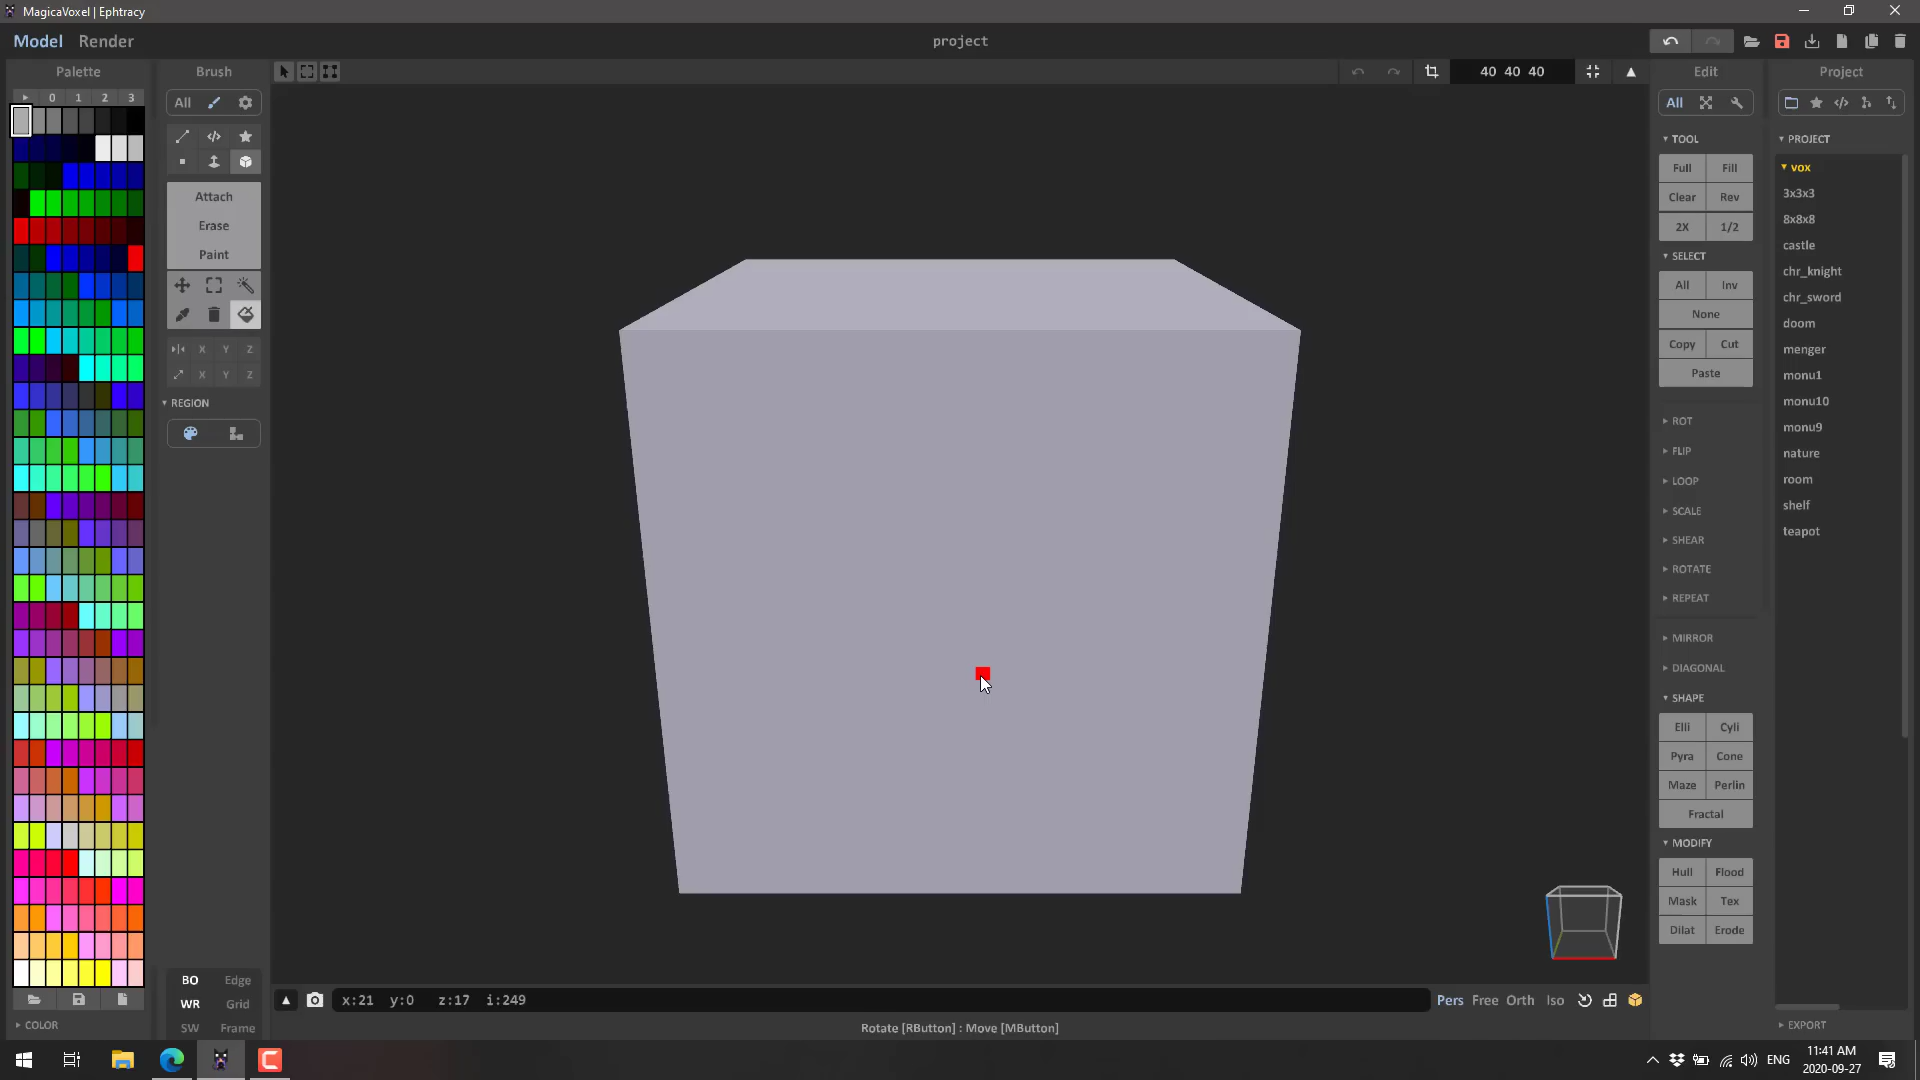 MagicaVoxel | Ephtracy
Model Render
project
Palette
Brush
40 40 40
Edit
Project
0 1 2 3
All
All
TOOL
PROJECT
Full Fill
vox
Clear Rev
3x3x3
Attach
2X 1/2
8x8x8
Erase
SELECT
castle
Paint
All Inv
chr_knight
None
chr_sword
Copy Cut
doom
X Y Z
Paste
menger
X Y Z
monu1
REGION
ROT
monu10
FLIP
monu9
LOOP
nature
SCALE
room
SHEAR
shelf
ROTATE
teapot
REPEAT
MIRROR
DIAGONAL
SHAPE
Elli Cyli
Pyra Cone
Maze Perlin
Fractal
MODIFY
Hull Flood
Mask Tex
Dilat Erode
BO Edge
WR Grid
SW Frame
x:21 y:0 z:17 i:249
Pers Free Orth Iso
COLOR
Rotate [RButton] : Move [MButton]
EXPORT
ENG
11:41 AM
2020-09-27